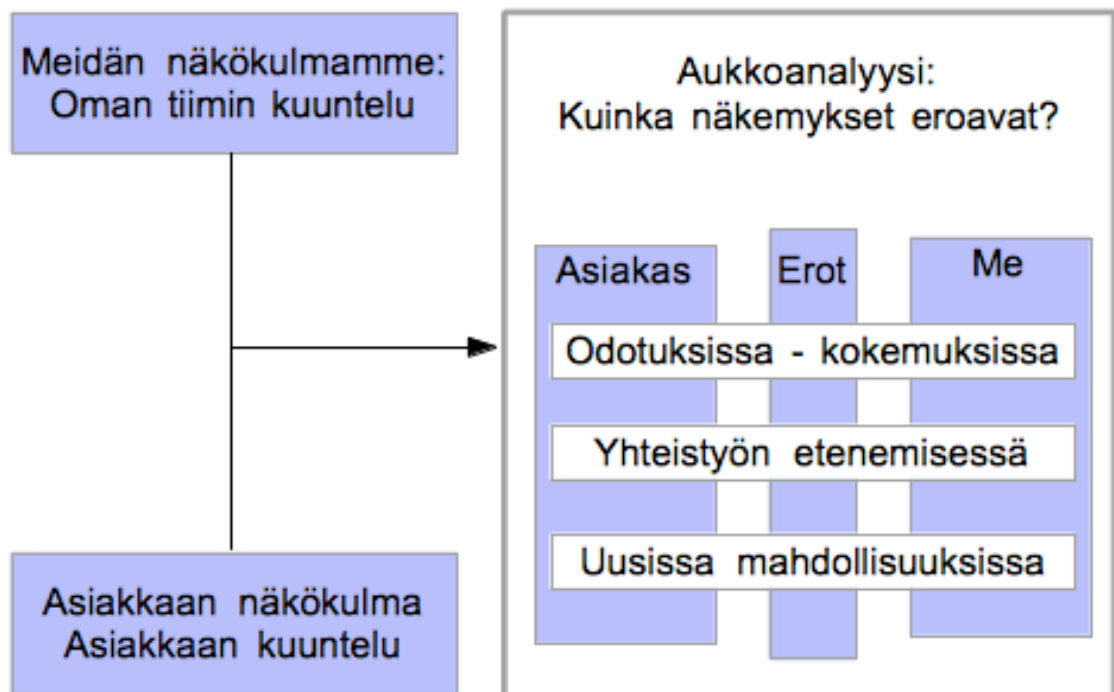 Meidän näkökulmamme:
Oman tiimin kuuntelu
Asiakkaan näkökulma
Asiakkaan kuuntelu
Aukkoanalyysi:
Kuinka näkemykset eroavat?
Asiakas
Erot
Me
Odotuksissa - kokemuksissa
Yhteistyön etenemisessä
Uusissa mahdollisuuksissa